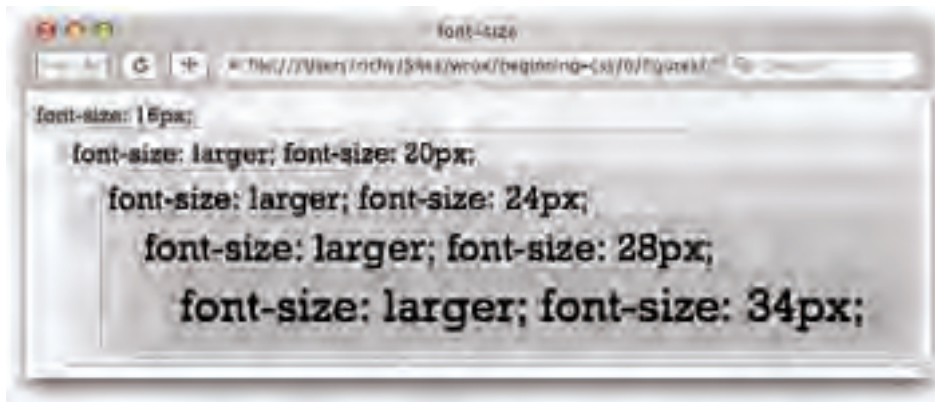 font-size
font-size: 16px;
font-size: larger; font-size: 20px;
font-size: larger; font-size: 24px;
font-size: larger; font-size: 28px;
font-size: larger; font-size: 34px;